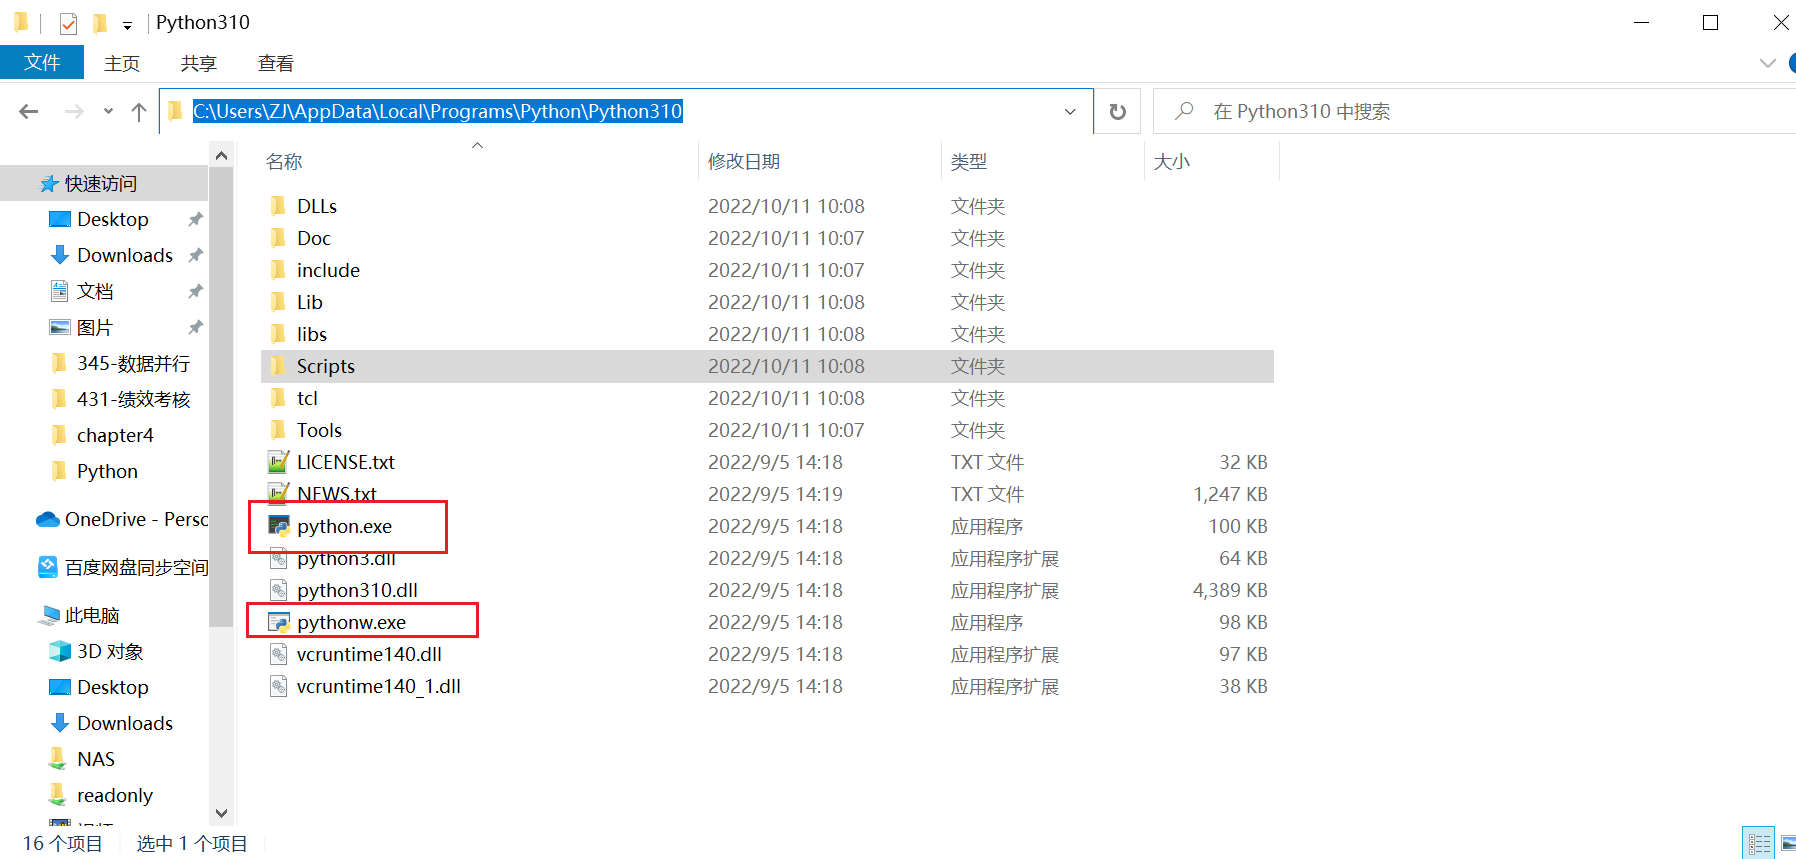 Python310
文件 主页 共享 查看
C:\Users\ZJ\AppData\Local\Programs\Python\Python310 在 Python310 中搜索
名称 修改日期 类型 大小
快速访问
Desktop
Downloads
文档
图片
345-数据并行
431-绩效考核
chapter4
Python
OneDrive - Perso
百度网盘同步空间
此电脑
3D 对象
Desktop
Downloads
NAS
readonly
DLLs 2022/10/11 10:08 文件夹
Doc 2022/10/11 10:07 文件夹
include 2022/10/11 10:07 文件夹
Lib 2022/10/11 10:08 文件夹
libs 2022/10/11 10:08 文件夹
Scripts 2022/10/11 10:08 文件夹
tcl 2022/10/11 10:08 文件夹
Tools 2022/10/11 10:07 文件夹
LICENSE.txt 2022/9/5 14:18 TXT 文件 32 KB
NEWS.txt 2022/9/5 14:19 TXT 文件 1,247 KB
python.exe 2022/9/5 14:18 应用程序 100 KB
python3.dll 2022/9/5 14:18 应用程序扩展 64 KB
python310.dll 2022/9/5 14:18 应用程序扩展 4,389 KB
pythonw.exe 2022/9/5 14:18 应用程序 98 KB
vcruntime140.dll 2022/9/5 14:18 应用程序扩展 97 KB
vcruntime140_1.dll 2022/9/5 14:18 应用程序扩展 38 KB
16 个项目 选中 1 个项目